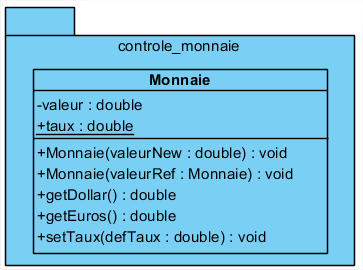 controle_monnaie
Monnaie
-valeur : double
+taux : double
+Monnaie(valeurNew : double) : void
+Monnaie(valeurRef : Monnaie) : void
+getDollar() : double
+getEuros() : double
+setTaux(defTaux : double) : void